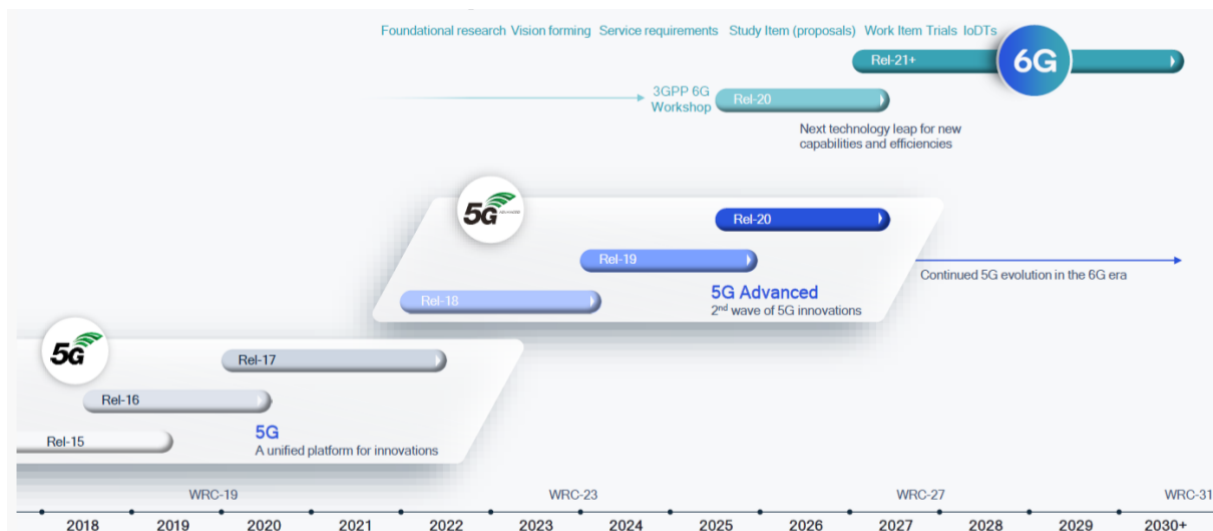 Foundational research Vision forming Service requirements Study Item (proposals) Work Item Trials IoDTs
Rel-21+
6G
3GPP 6G
Workshop
Rel-20
Next technology leap for new
capabilities and efficiencies
5G
Rel-20
Rel-19
Continued 5G evolution in the 6G era
Rel-18
5G Advanced
2nd wave of 5G innovations
5G
Rel-17
Rel-16
5G
A unified platform for innovations
Rel-15
WRC-19 WRC-23 WRC-27 WRC-31
2018 2019 2020 2021 2022 2023 2024 2025 2026 2027 2028 2029 2030+